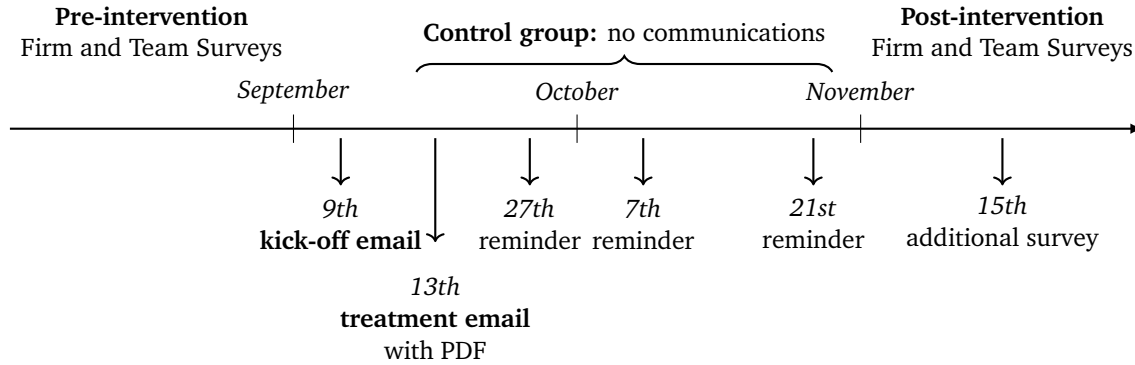 Pre-intervention
Firm and Team Surveys
Control group: no communications
Post-intervention
Firm and Team Surveys
September
October
November
9th
kick-off email
13th
treatment email
with PDF
27th
reminder
7th
reminder
21st
reminder
15th
additional survey